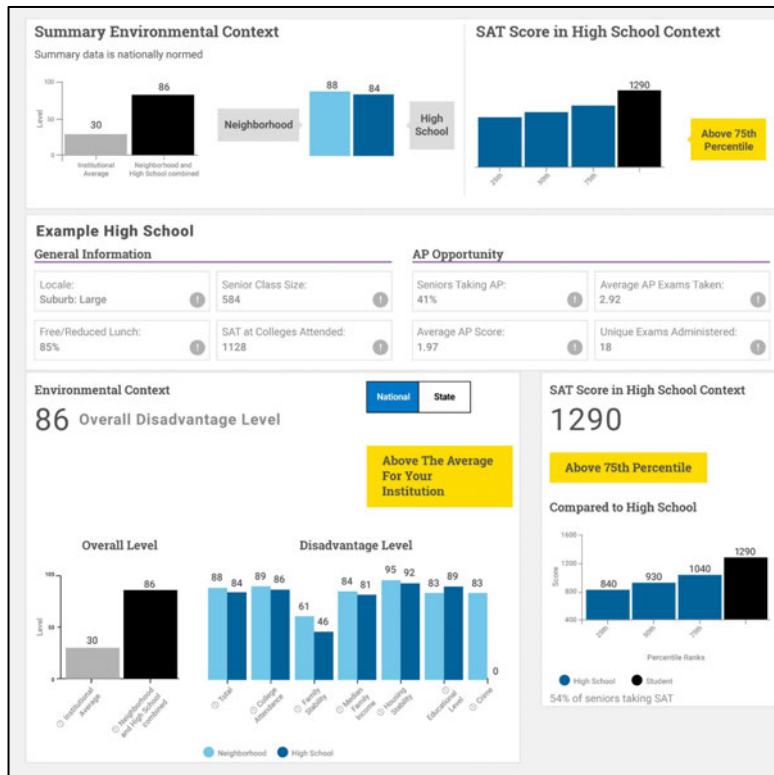 Summary Environmental Context
Summary data is nationally normed
100
50
0
Level
30
86
Institutional
Average
Neighborhood and
High School combined
Neighborhood
88
84
High
School
SAT Score in High School Context
1290
25th
50th
75th
Above 75th
Percentile
Example High School
General Information
Locale:
Suburb: Large
Senior Class Size:
584
Free/Reduced Lunch:
85%
SAT at Colleges Attended:
1128
AP Opportunity
Seniors Taking AP:
41%
Average AP Exams Taken:
2.92
Average AP Score:
1.97
Unique Exams Administered:
18
Environmental Context
National
State
86 Overall Disadvantage Level
Above The Average
For Your
Institution
Overall Level
100
50
0
Level
30
86
Institutional
Average
Neighborhood
and High School
combined
Disadvantage Level
88
84
89
86
61
46
84
81
95
92
83
89
83
0
Total
College
Attendance
Family
Stability
Median
Family
Income
Housing
Stability
Educational
Level
Crime
Neighborhood
High School
SAT Score in High School Context
1290
Above 75th Percentile
Compared to High School
1600
1200
800
400
Score
840
930
1040
1290
25th
50th
75th
Percentile Ranks
High School
Student
54% of seniors taking SAT